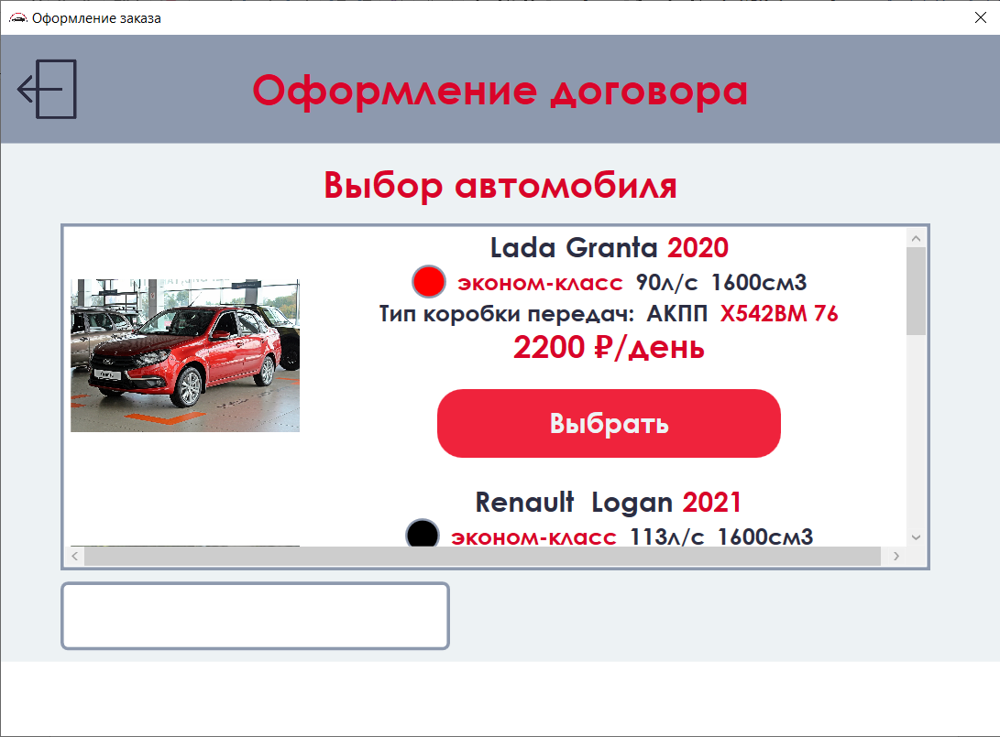 Оформление заказа
Оформление договора
Выбор автомобиля
Lada Granta 2020
эконом-класс 90л/с 1600см3
Тип коробки передач: АКПП Х542ВМ 76
2200 ₽/день
Выбрать
Renault Logan 2021
эконом-класс 113л/с 1600см3